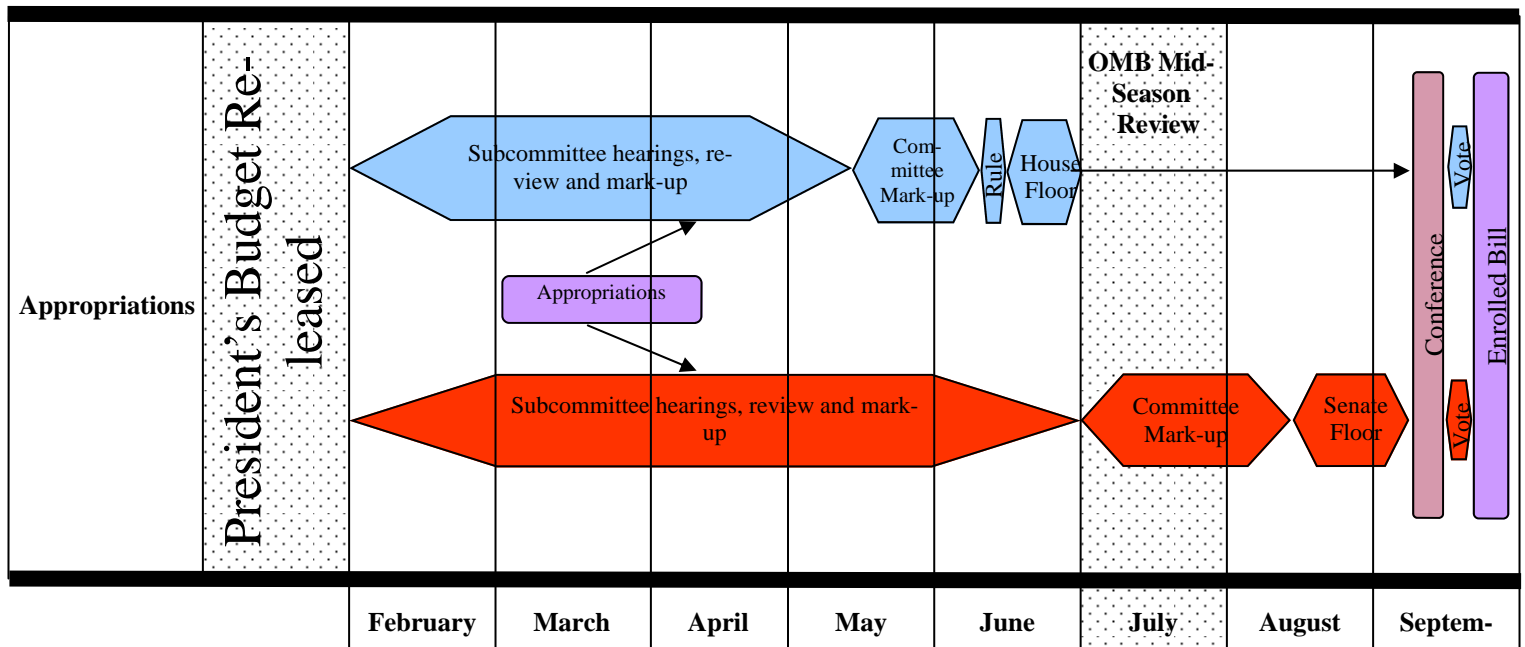 Appropriations
President's Budget Re-
leased
Subcommittee hearings, re-
view and mark-up
Com-
mittee
Mark-up
Rule
House
Floor
OMB Mid-
Season
Review
Appropriations
Subcommittee hearings, review and mark-
up
Committee
Mark-up
Senate
Floor
Conference
Vote
Vote
Enrolled Bill
February
March
April
May
June
July
August
Septem-